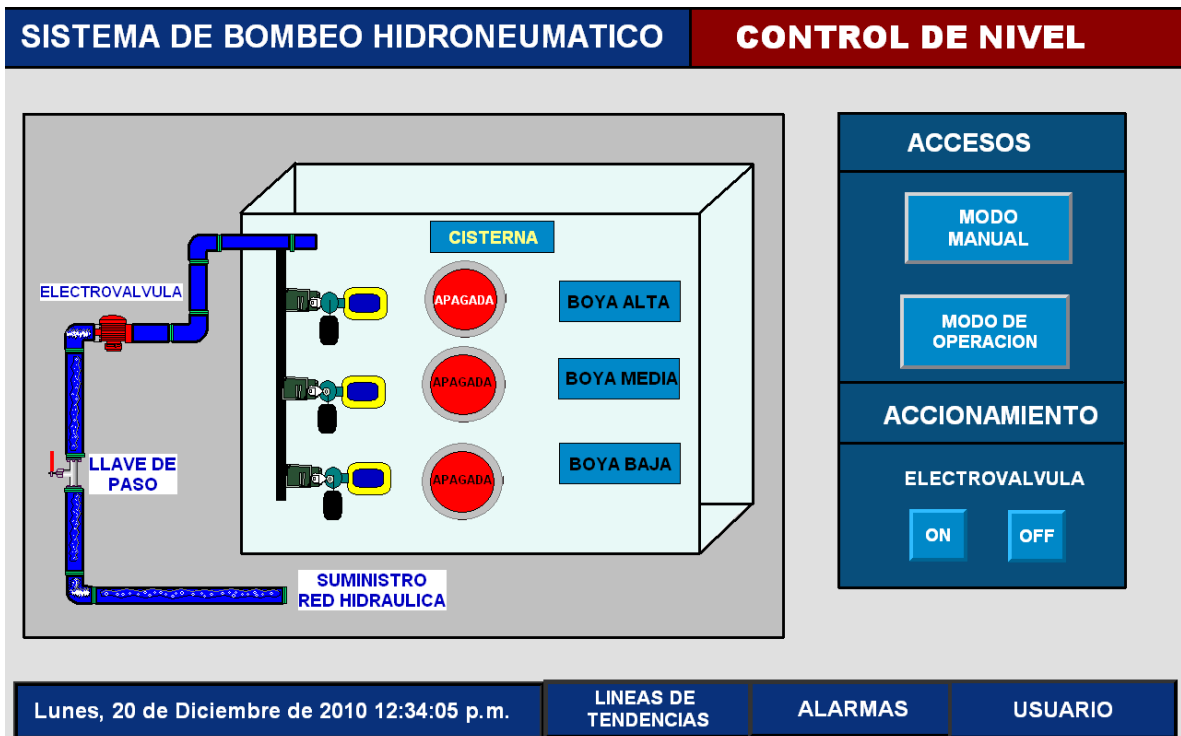 SISTEMA DE BOMBEO HIDRONEUMATICO
CONTROL DE NIVEL
CISTERNA
ELECTROVALVULA
APAGADA
BOYA ALTA
APAGADA
BOYA MEDIA
APAGADA
BOYA BAJA
LLAVE DE
PASO
SUMINISTRO
RED HIDRAULICA
ACCESOS
MODO
MANUAL
MODO DE
OPERACION
ACCIONAMIENTO
ELECTROVALVULA
ON
OFF
Lunes, 20 de Diciembre de 2010 12:34:05 p.m.
LINEAS DE
TENDENCIAS
ALARMAS
USUARIO